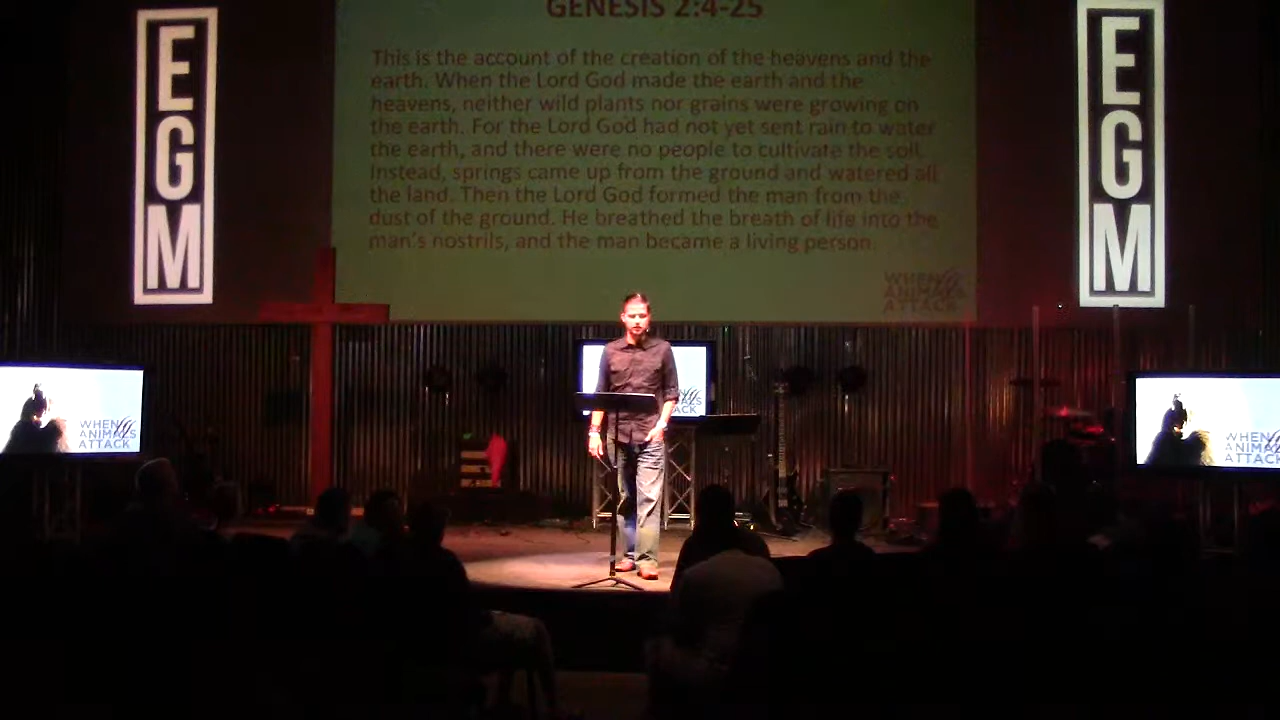 EGM
GENESIS 2:4-25
This is the account of the creation of the heavens and the
earth. When the Lord God made the earth and the
heavens, neither wild plants nor grains were growing on
the earth. For the Lord God had not yet sent rain to water
the earth, and there were no people to cultivate the soil.
Instead, springs came up from the ground and watered all
the land. Then the Lord God formed the man from the
dust of the ground. He breathed the breath of life into the
man's nostrils, and the man became a living person.
WHEN
ANIMALS
ATTACK
EGM
WHEN
ANIMALS
ATTACK
ALS
ACK
WHEN
ANIMALS
ATTACK